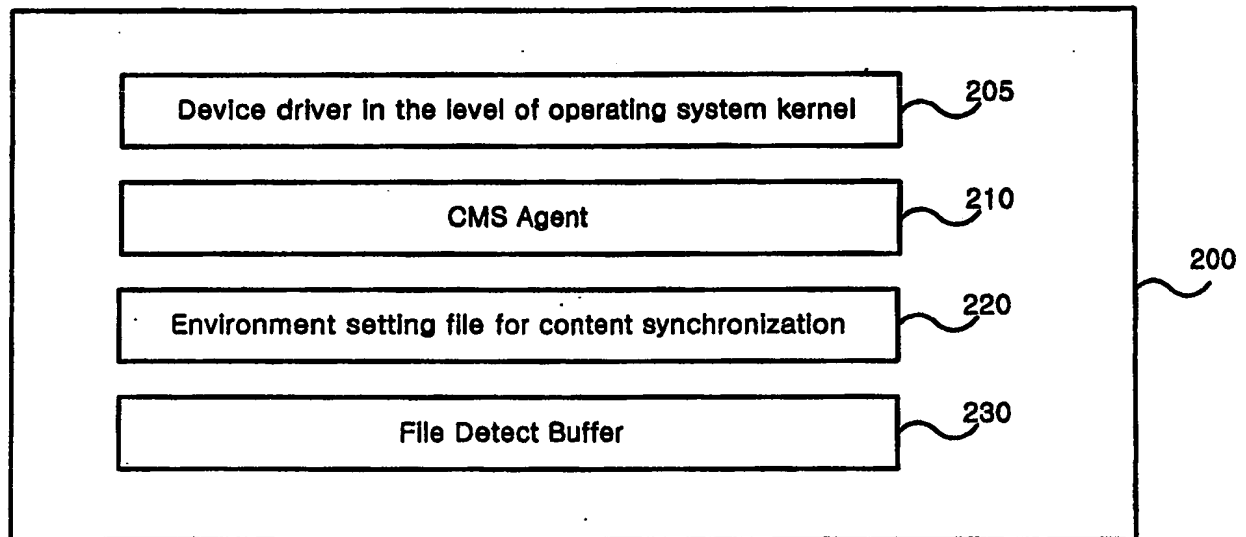 Device driver in the level of operating system kernel
205
CMS Agent
210
200
Environment setting file for content synchronization
220
File Detect Buffer
230